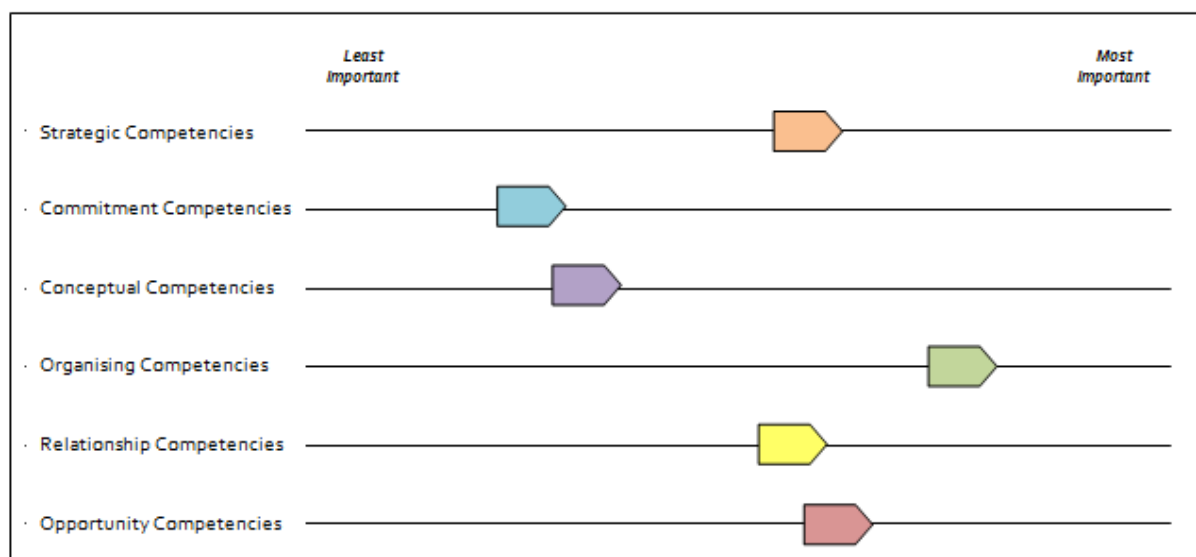 Least
Important
Most
Important
· Strategic Competencies
· Commitment Competencies
· Conceptual Competencies
· Organising Competencies
· Relationship Competencies
· Opportunity Competencies